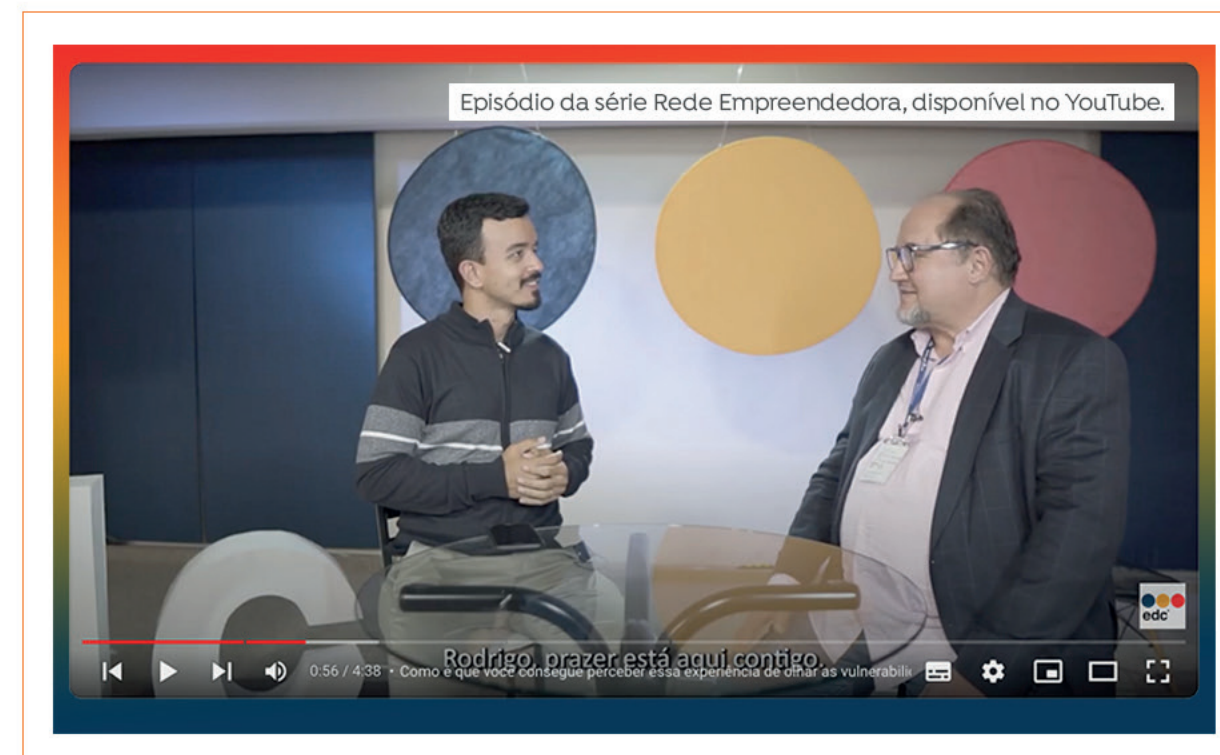 Episódio da série Rede Empreendedora, disponível no YouTube.
edc
Rodrigo, prazer está aqui contigo.
0:56 / 4:38 • Como é que você consegue perceber essa experiência de olhar as vulnerabili